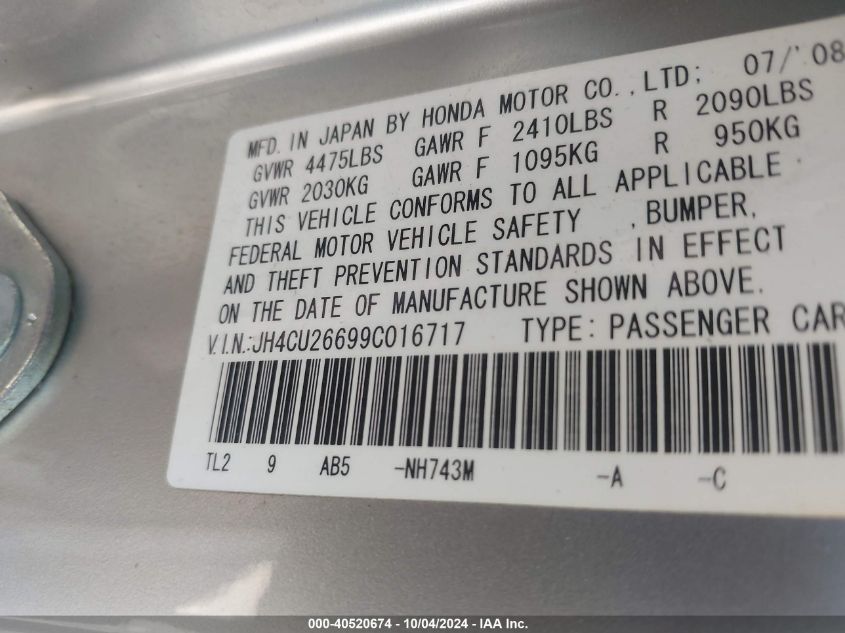 MFD. IN JAPAN BY HONDA MOTOR CO.,LTD; 07/'08
GVWR 4475LBS GAWR F 2410LBS R 2090LBS
GVWR 2030KG GAWR F 1095KG R 950KG
THIS VEHICLE CONFORMS TO ALL APPLICABLE
FEDERAL MOTOR VEHICLE SAFETY ,BUMPER,
AND THEFT PREVENTION STANDARDS IN EFFECT
ON THE DATE OF MANUFACTURE SHOWN ABOVE.
V.I.N.:JH4CU26699C016717 TYPE:PASSENGER CAR
TL2 9 AB5 -NH743M -A -C
000-40520674 - 10/04/2024 - IAA Inc.